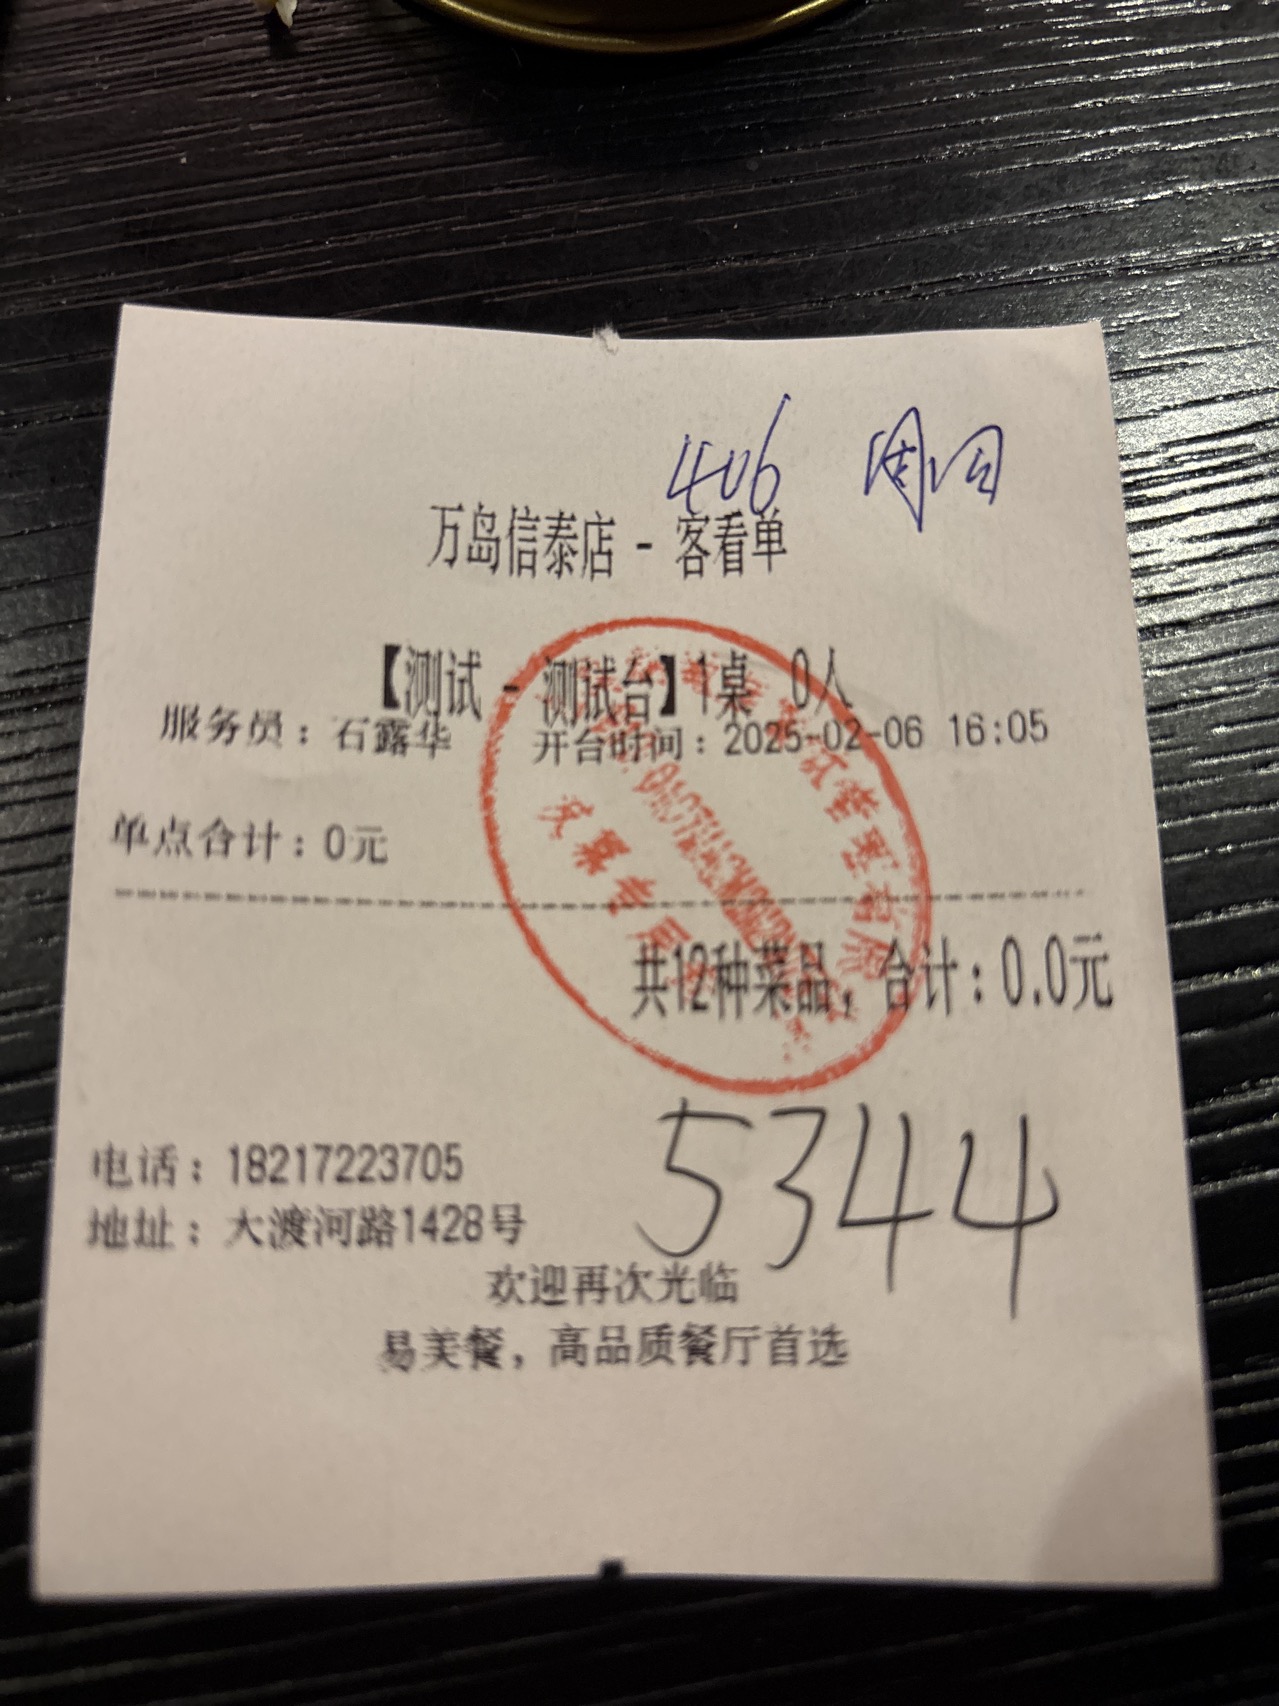 406
万岛信泰店 - 客看单
【测试 - 测试台】1桌 0人
服务员：石露华 开台时间：2025-02-06 16:05
单点合计：0元
共12种菜品，合计：0.0元
5344
电话：18217223705
地址：大渡河路1428号
欢迎再次光临
易美餐，高品质餐厅首选